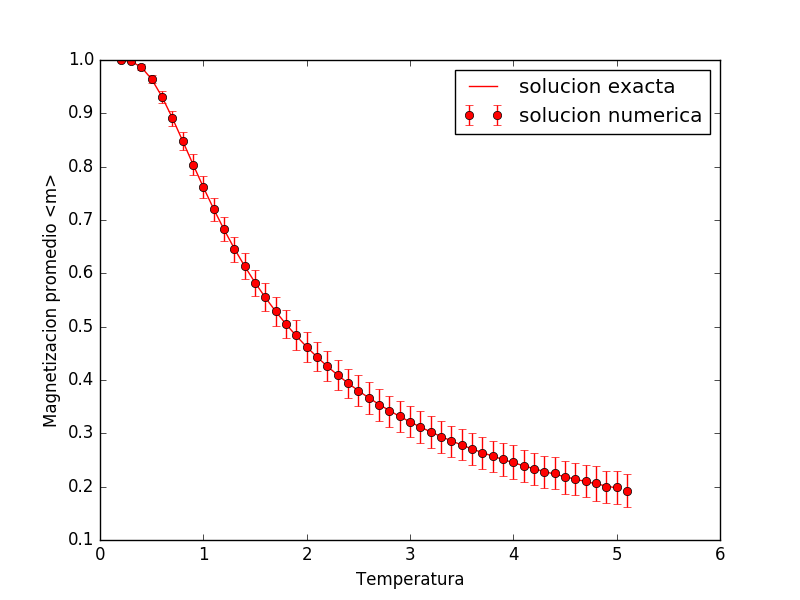 1.0
0.9
0.8
0.7
0.6
0.5
0.4
0.3
0.2
0.1
0 1 2 3 4 5 6
Magnetizacion promedio <m>
Temperatura
solucion exacta
solucion numerica